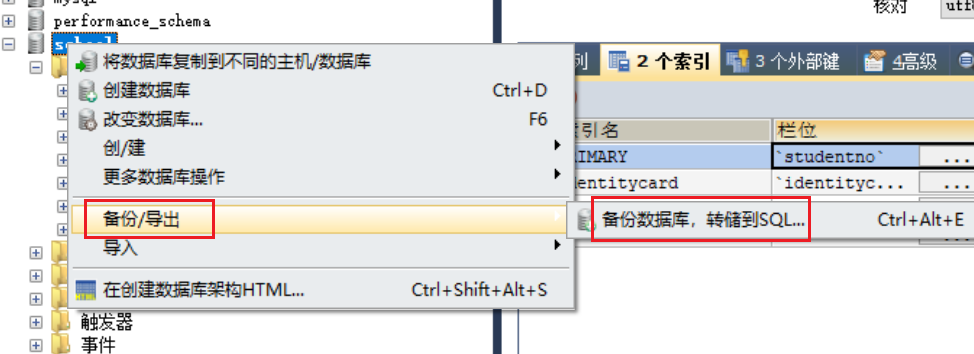 mysql
核对
performance_schema
school
将数据库复制到不同的主机/数据库
列
2 个索引
3 个外部键
4高级
创建数据库 Ctrl+D
改变数据库... F6
创/建
更多数据库操作
索引名
栏位
PRIMARY
`studentno`
...
identitycard
`identityc...
...
备份/导出
备份数据库，转储到SQL... Ctrl+Alt+E
导入
在创建数据库架构HTML... Ctrl+Shift+Alt+S
触发器
事件